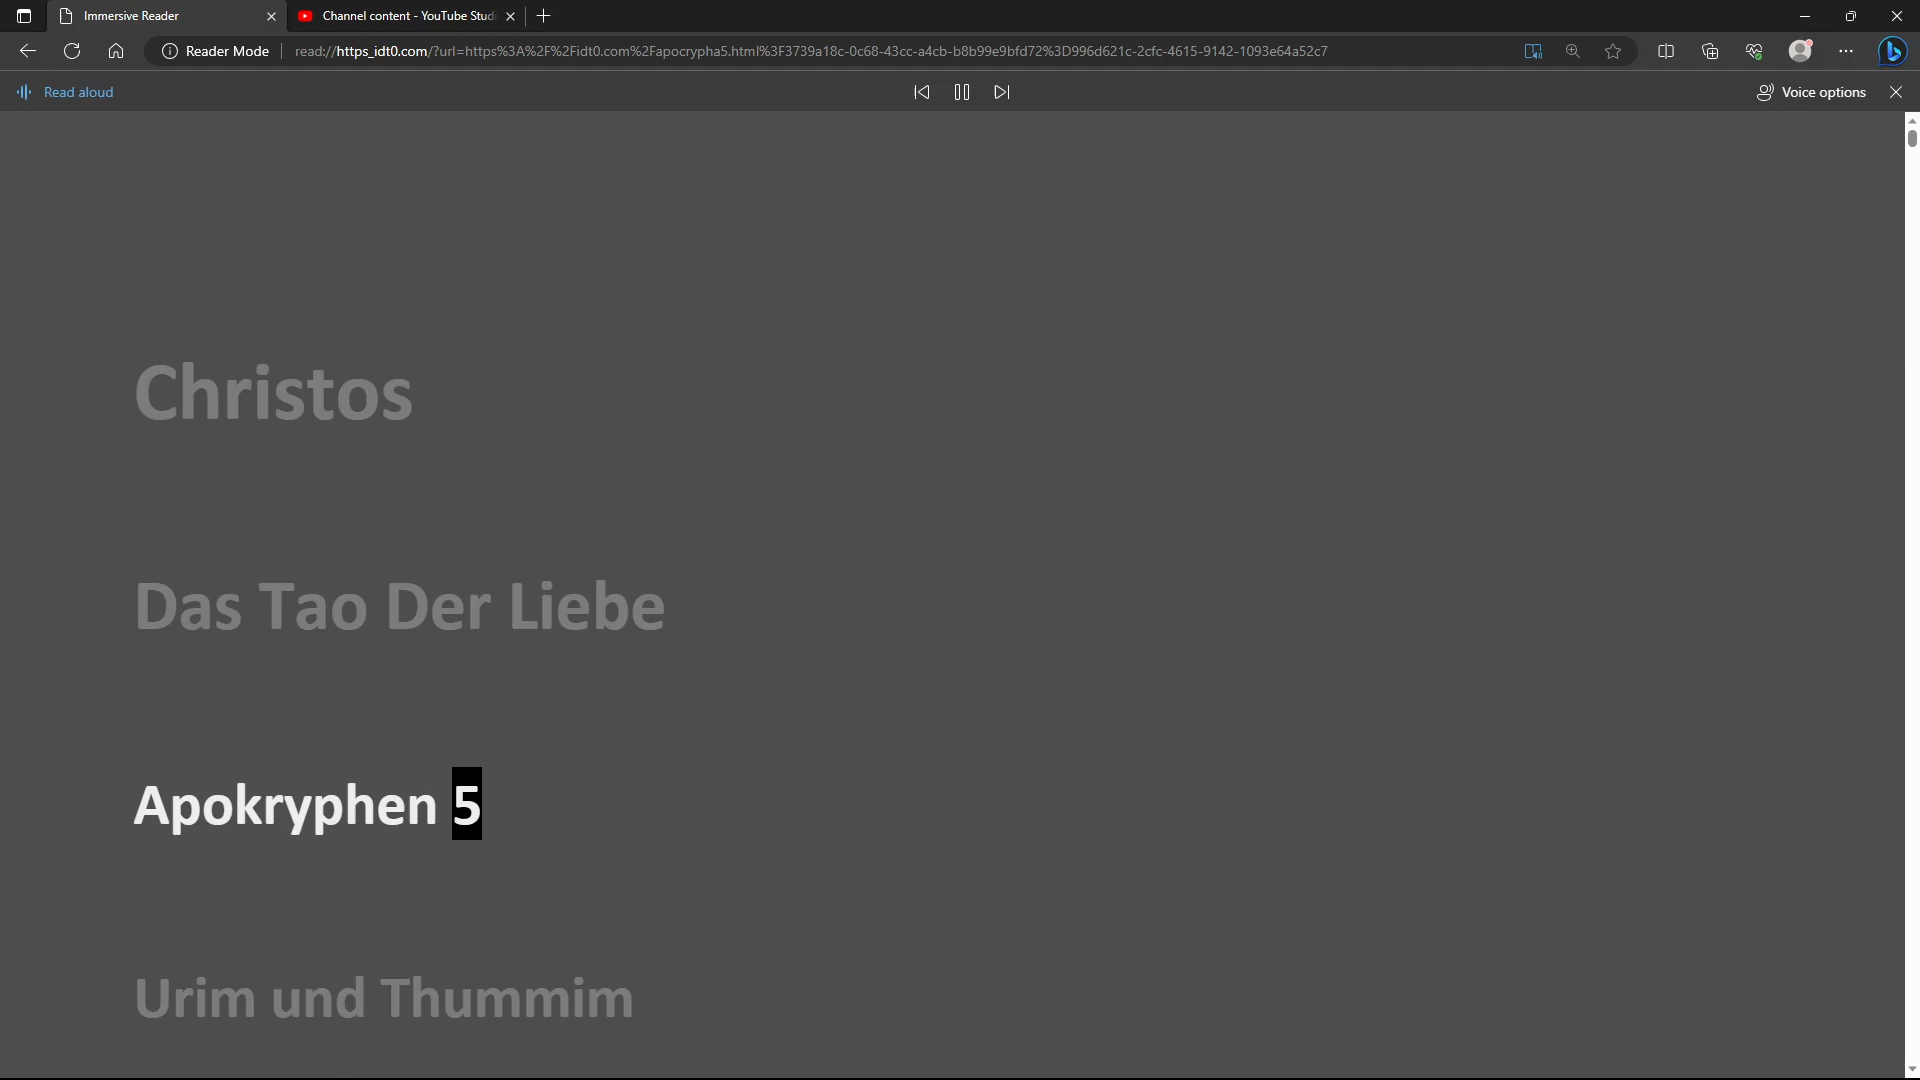 Immersive Reader
Channel content - YouTube Studi
Reader Mode
read://https_idt0.com/?url=https%3A%2F%2Fidt0.com%2Fapocrypha5.html%3F3739a18c-0c68-43cc-a4cb-b8b99e9bfd72%3D996d621c-2cfc-4615-9142-1093e64a52c7
Read aloud
Voice options
Christos
Das Tao Der Liebe
Apokryphen 5
Urim und Thummim